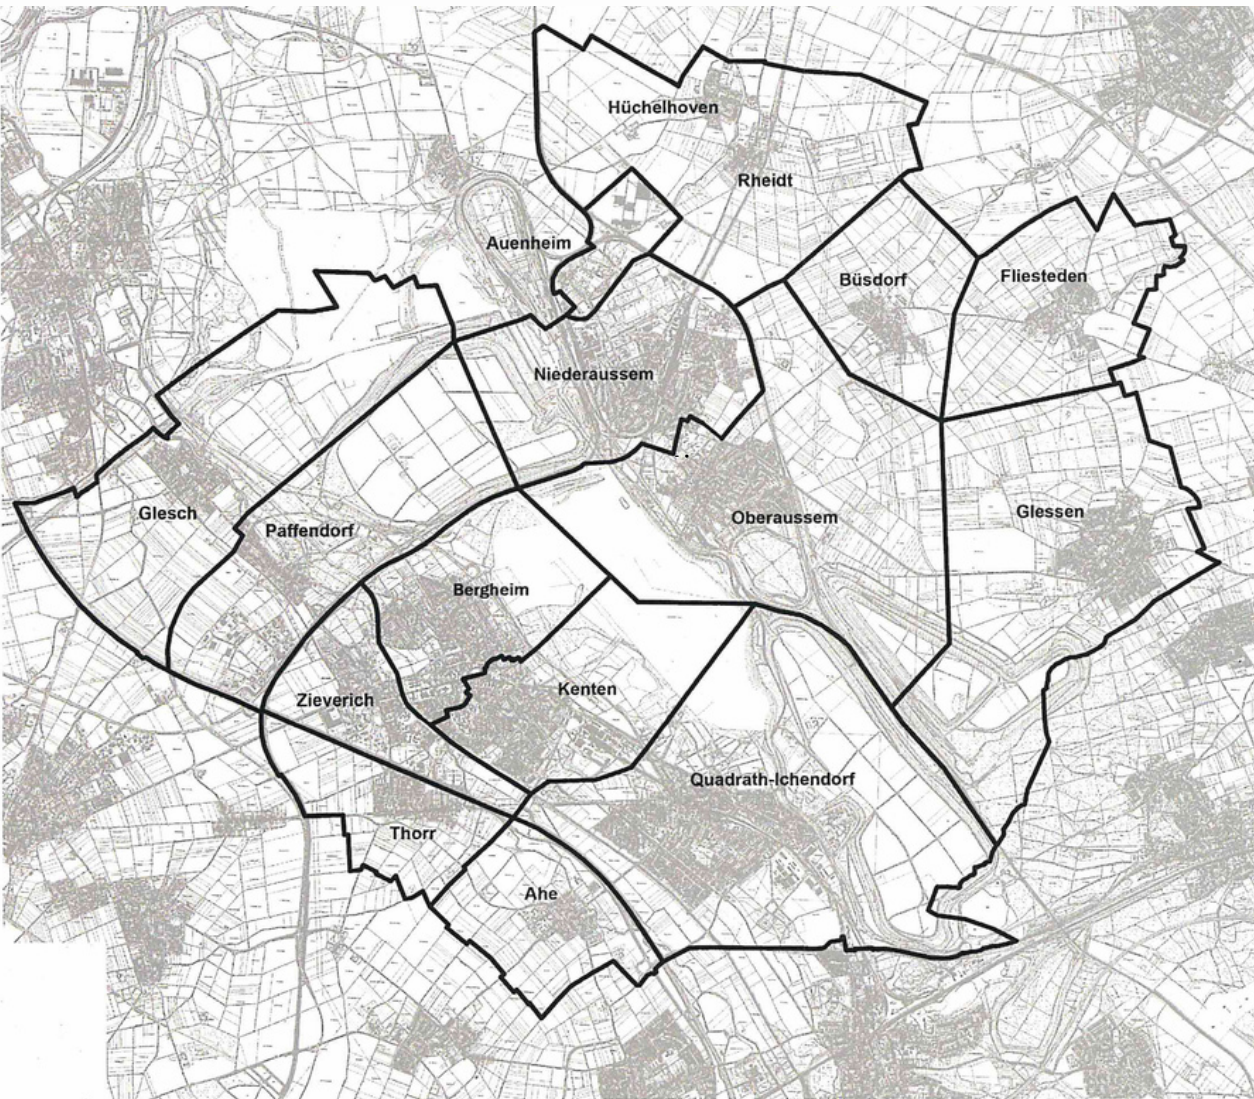 Hüchelhoven
Rheidt
Auenheim
Büsdorf
Fliesteden
Niederaussem
Glesch
Paffendorf
Oberaussem
Glessen
Bergheim
Zieverich
Kenten
Quadrath-Ichendorf
Thorr
Ahe